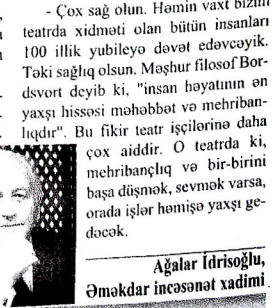 - Çox sağ olun. Həmin vaxt bizim
teatrda xidməti olan bütün insanları
100 illik yubileyə dəvət edəvcəyik.
Təki sağlıq olsun. Məşhur filosof Bor-
dsvort deyib ki, "insan həyatının ən
yaxşı hissəsi məhəbbət və mehriban-
lıqdır". Bu fikir teatr işçilərinə daha
çox aiddir. O teatrda ki,
mehribançlıq və bir-birini
başa düşmək, sevmək varsa,
orada işlər həmişə yaxşı ge-
dəcək.
Ağalar İdrisoğlu,
Əməkdar incəsənət xadimi